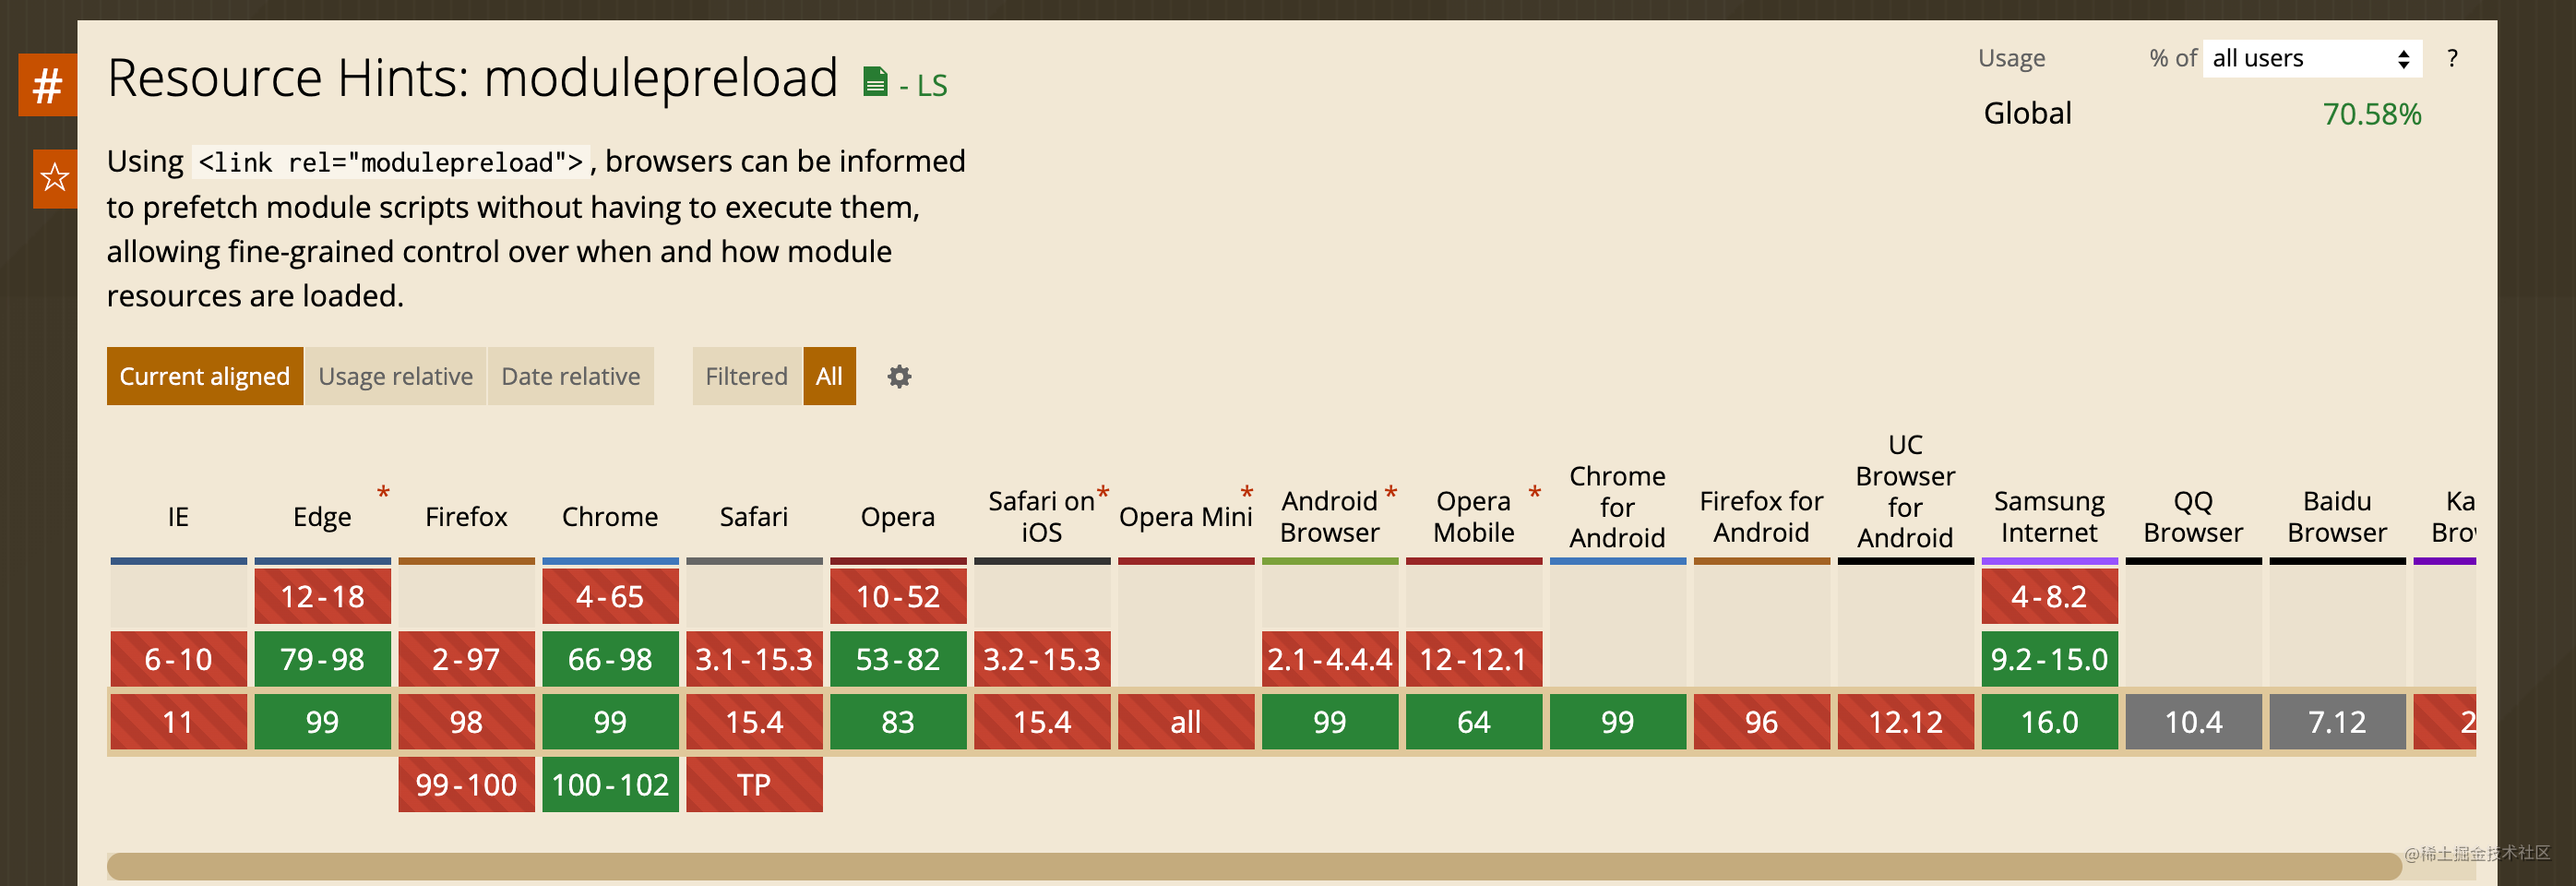 #
Resource Hints: modulepreload - LS
Usage % of all users ?
Global 70.58%
Using <link rel="modulepreload">, browsers can be informed
to prefetch module scripts without having to execute them,
allowing fine-grained control over when and how module
resources are loaded.
Current aligned Usage relative Date relative Filtered All
IE
Edge *
Firefox
Chrome
Safari
Opera
Safari on *
iOS
Opera Mini *
Android *
Browser
Opera *
Mobile
Chrome
for
Android
Firefox for
Android
UC
Browser
for
Android
Samsung
Internet
QQ
Browser
Baidu
Browser
Ka
Bro
12-18 4-65 10-52 4-8.2
6-10 79-98 2-97 66-98 3.1-15.3 53-82 3.2-15.3 2.1-4.4.4 12-12.1 9.2-15.0
11 99 98 99 15.4 83 15.4 all 99 64 99 96 12.12 16.0 10.4 7.12 2
99-100 100-102 TP
@稀土掘金技术社区